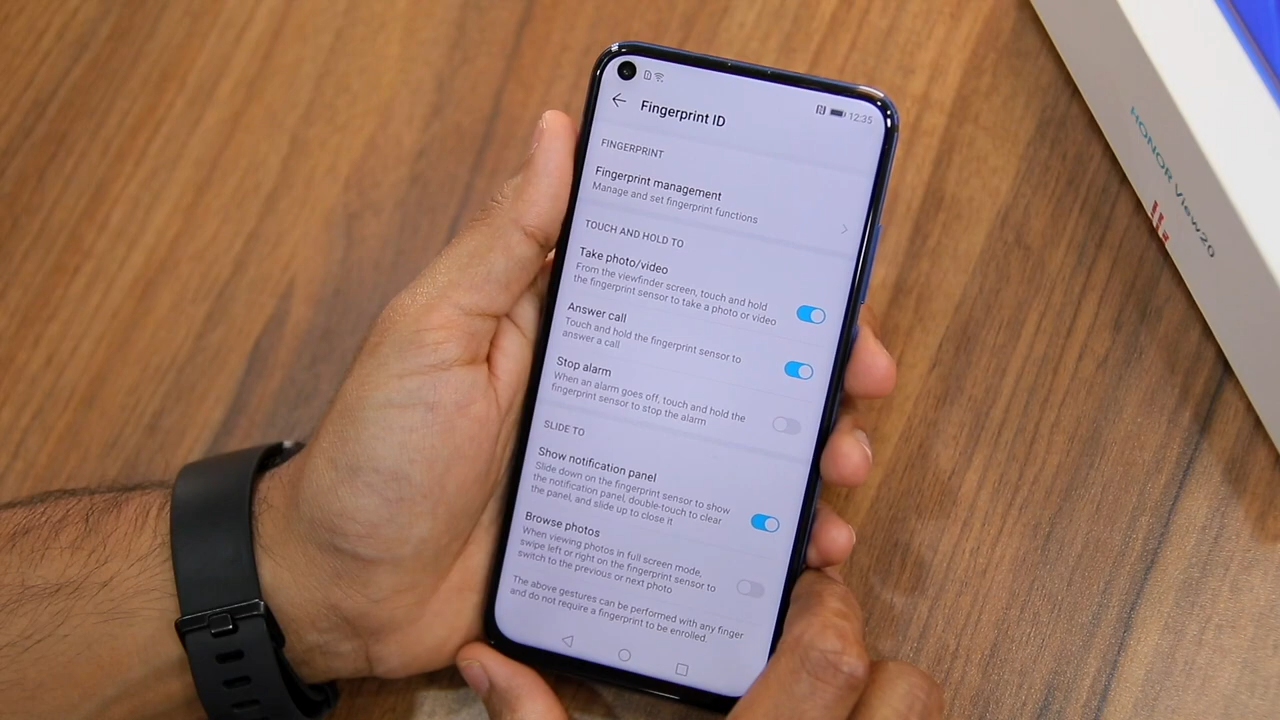 12:35
Fingerprint ID
FINGERPRINT
Fingerprint management
Manage and set fingerprint functions
TOUCH AND HOLD TO
Take photo/video
From the viewfinder screen, touch and hold
the fingerprint sensor to take a photo or video
Answer call
Touch and hold the fingerprint sensor to
answer a call
Stop alarm
When an alarm goes off, touch and hold the
fingerprint sensor to stop the alarm
SLIDE TO
Show notification panel
Slide down on the fingerprint sensor to show
the notification panel, double-touch to clear
the panel, and slide up to close it
Browse photos
When viewing photos in full screen mode,
swipe left or right on the fingerprint sensor to
switch to the previous or next photo
The above gestures can be performed with any finger
and do not require a fingerprint to be enrolled.
HONOR View20